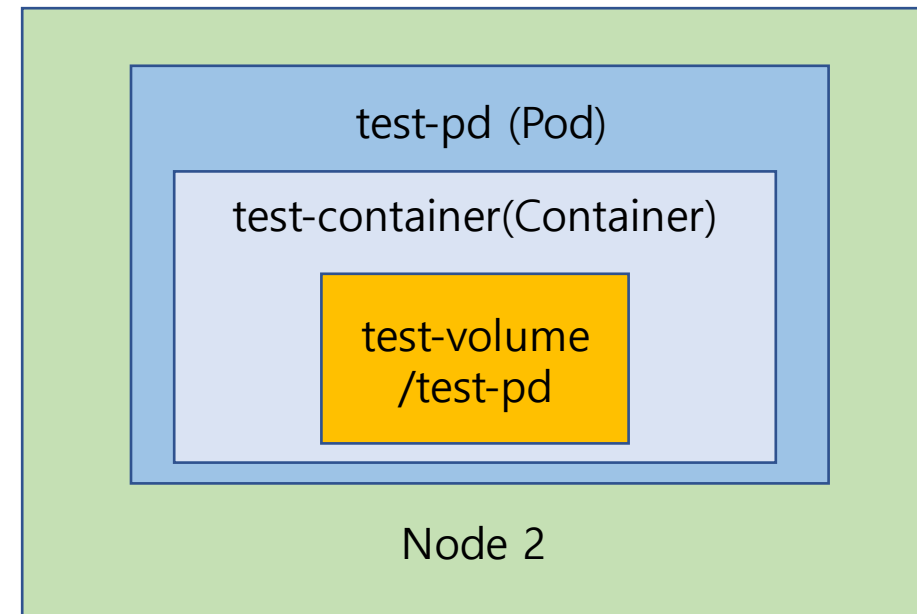 test-pd (Pod)
test-container(Container)
test-volume
/test-pd
Node 2